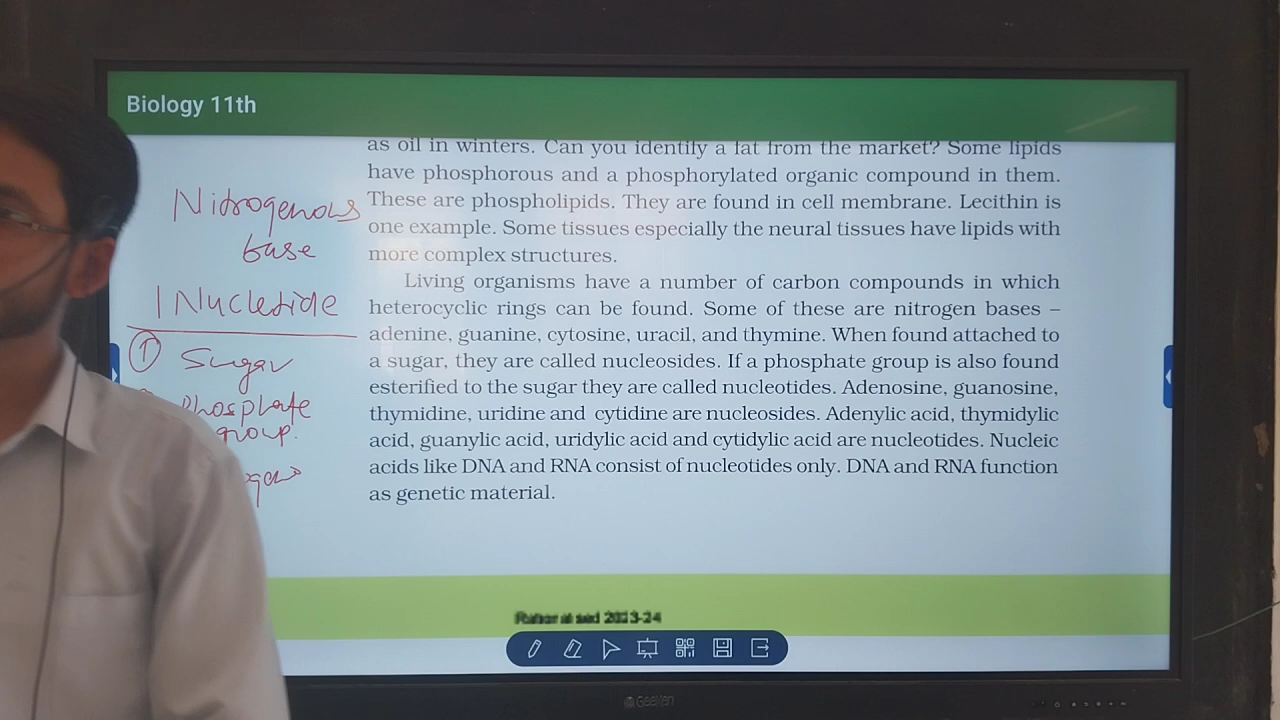 Biology 11th
as oil in winters. Can you identify a fat from the market? Some lipids
have phosphorous and a phosphorylated organic compound in them.
These are phospholipids. They are found in cell membrane. Lecithin is
one example. Some tissues especially the neural tissues have lipids with
more complex structures.
Living organisms have a number of carbon compounds in which
heterocyclic rings can be found. Some of these are nitrogen bases –
adenine, guanine, cytosine, uracil, and thymine. When found attached to
a sugar, they are called nucleosides. If a phosphate group is also found
esterified to the sugar they are called nucleotides. Adenosine, guanosine,
thymidine, uridine and cytidine are nucleosides. Adenylic acid, thymidylic
acid, guanylic acid, uridylic acid and cytidylic acid are nucleotides. Nucleic
acids like DNA and RNA consist of nucleotides only. DNA and RNA function
as genetic material.
Nitrogenous
base
1 Nucletide
① Sugar
Phosphate
group.
2023-24
GeeVan